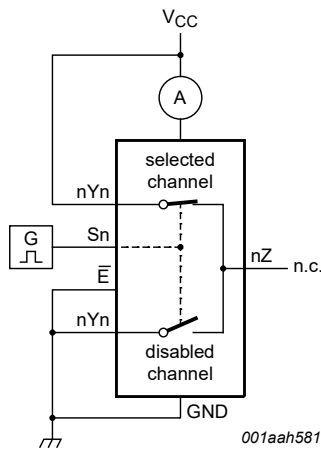 VCC
A
selected
channel
nYn
G
Sn
E̅
nZ
n.c.
nYn
disabled
channel
GND
001aah581